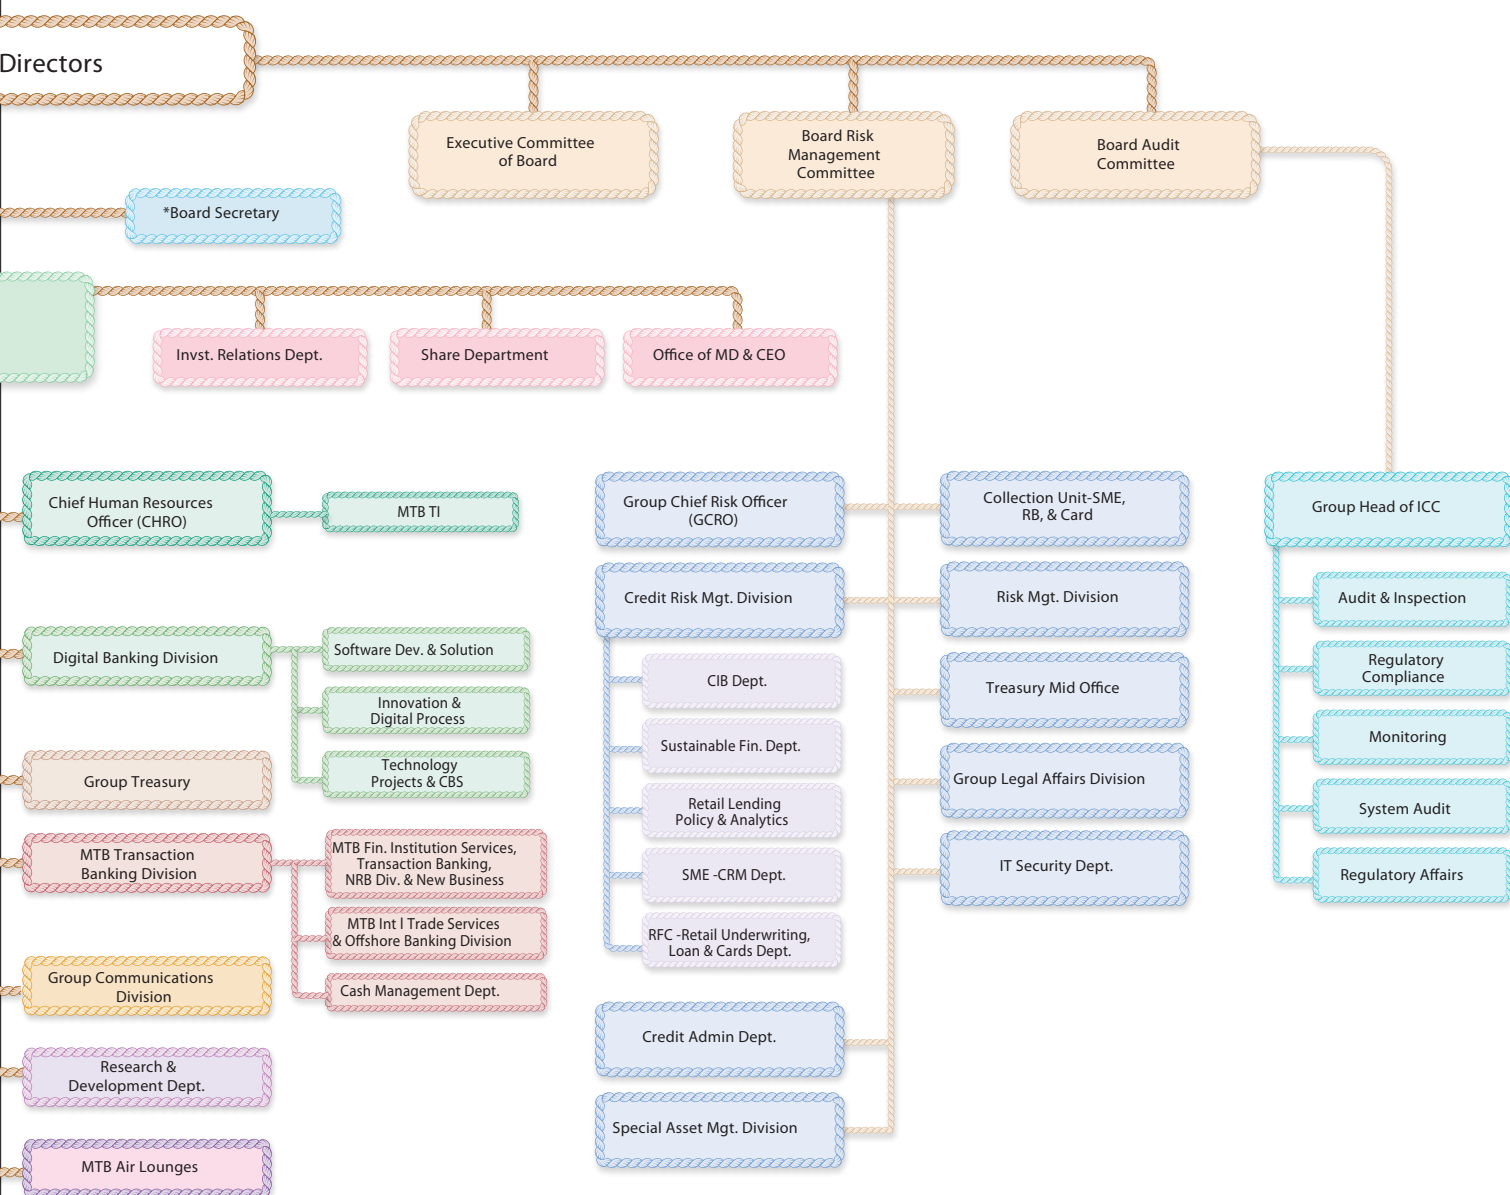 Directors
Executive Committee
of Board
Board Risk
Management
Committee
Board Audit
Committee
*Board Secretary
Invst. Relations Dept.
Share Department
Office of MD & CEO
Chief Human Resources
Officer (CHRO)
MTB TI
Digital Banking Division
Software Dev. & Solution
Innovation &
Digital Process
Technology
Projects & CBS
Group Treasury
MTB Transaction
Banking Division
MTB Fin. Institution Services,
Transaction Banking,
NRB Div. & New Business
MTB Int l Trade Services
& Offshore Banking Division
Cash Management Dept.
Group Communications
Division
Research &
Development Dept.
MTB Air Lounges
Group Chief Risk Officer
(GCRO)
Credit Risk Mgt. Division
CIB Dept.
Sustainable Fin. Dept.
Retail Lending
Policy & Analytics
SME -CRM Dept.
RFC -Retail Underwriting,
Loan & Cards Dept.
Credit Admin Dept.
Special Asset Mgt. Division
Collection Unit-SME,
RB, & Card
Risk Mgt. Division
Treasury Mid Office
Group Legal Affairs Division
IT Security Dept.
Group Head of ICC
Audit & Inspection
Regulatory
Compliance
Monitoring
System Audit
Regulatory Affairs